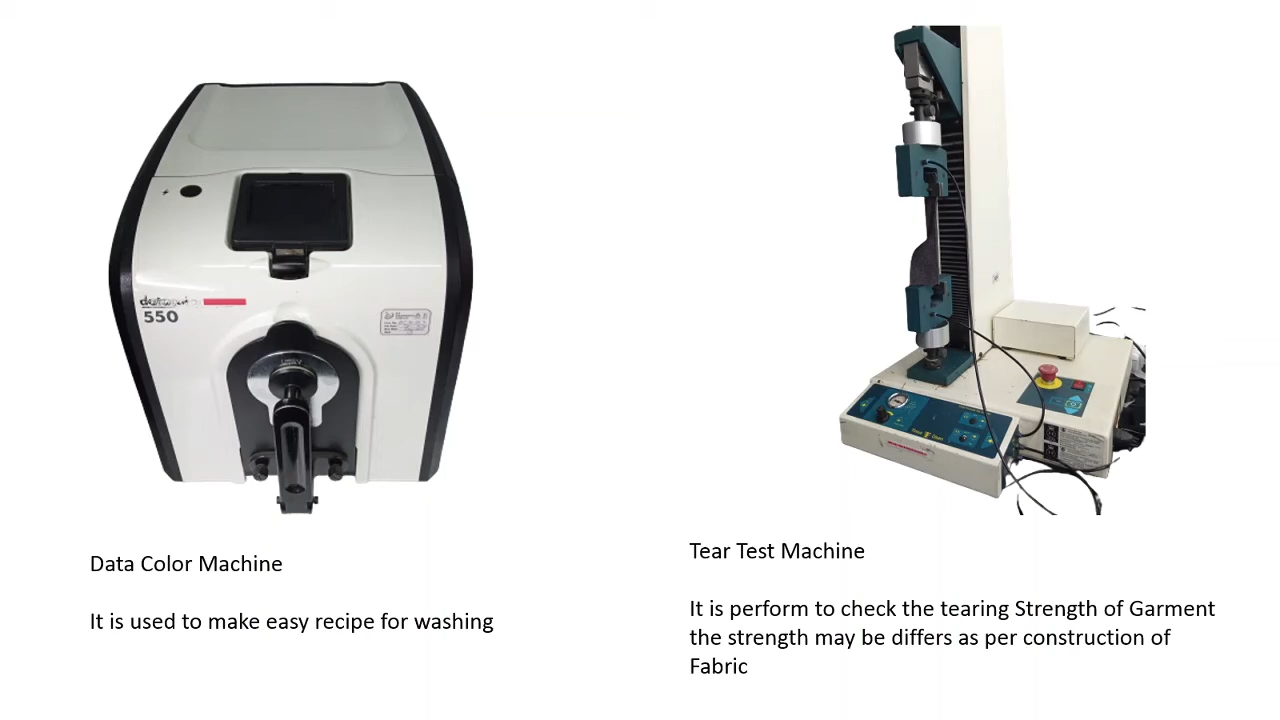 550
Data Color Machine
It is used to make easy recipe for washing
Tear Test Machine
It is perform to check the tearing Strength of Garment
the strength may be differs as per construction of
Fabric